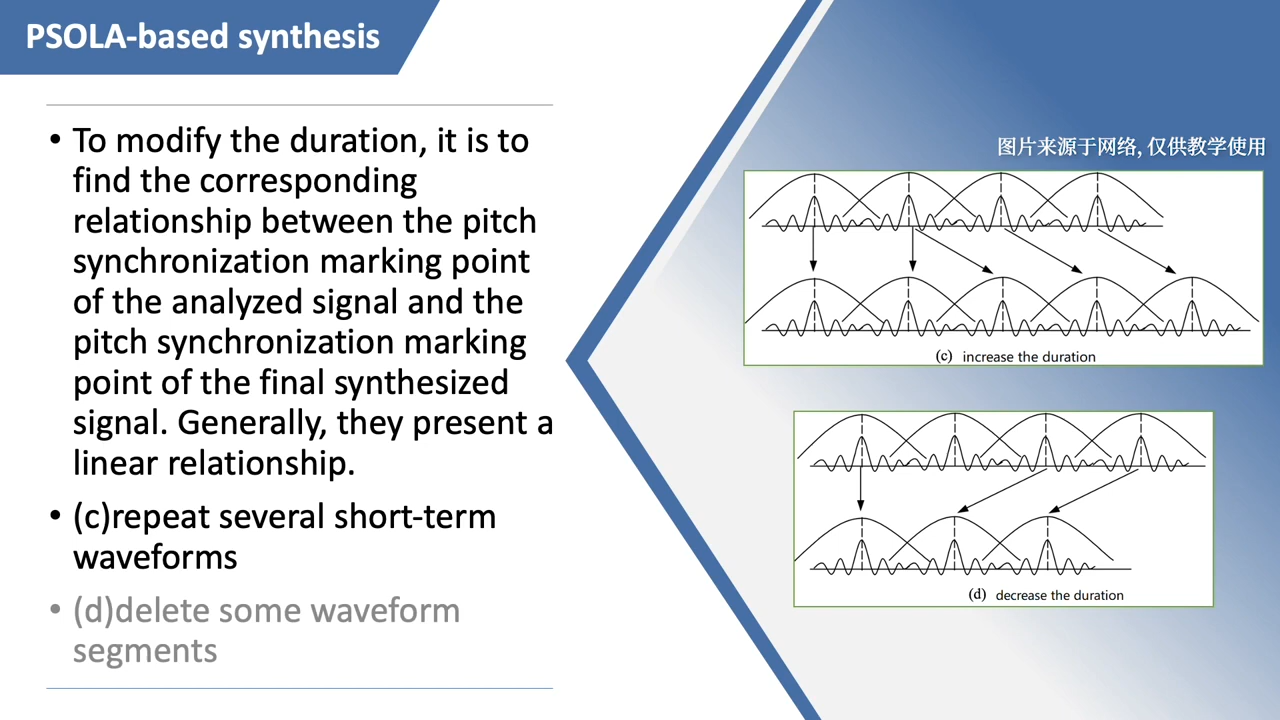 PSOLA-based synthesis
• To modify the duration, it is to
find the corresponding
relationship between the pitch
synchronization marking point
of the analyzed signal and the
pitch synchronization marking
point of the final synthesized
signal. Generally, they present a
linear relationship.
• (c)repeat several short-term
waveforms
• (d)delete some waveform
segments
图片来源于网络, 仅供教学使用
(c) increase the duration
(d) decrease the duration